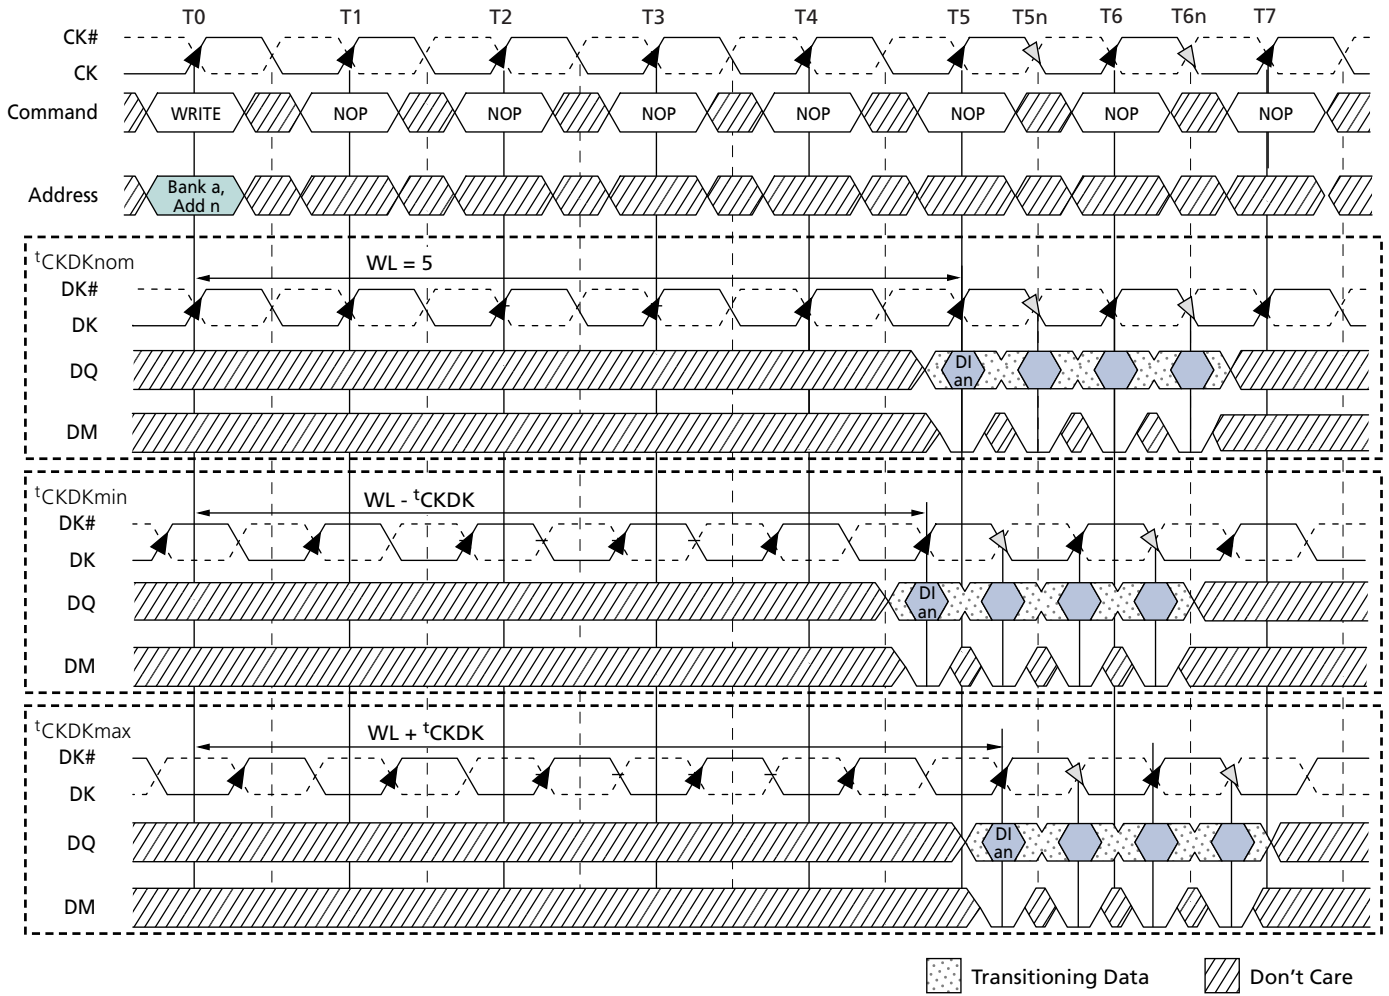 T0 T1 T2 T3 T4 T5 T5n T6 T6n T7
CK#
CK
Command WRITE NOP NOP NOP NOP NOP NOP NOP
Address Bank a,
Add n
tCKDKnom
WL = 5
DK#
DK
DQ DI
an
DM
tCKDKmin
WL - tCKDK
DK#
DK
DQ DI
an
DM
tCKDKmax
WL + tCKDK
DK#
DK
DQ DI
an
DM
Transitioning Data Don't Care